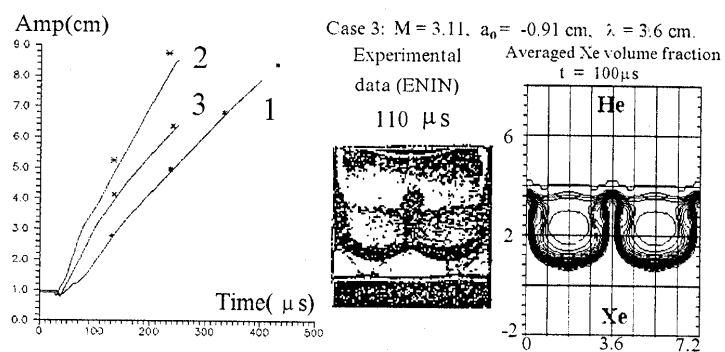 Amp(cm)
9.0
8.0
7.0
6.0
5.0
4.0
3.0
2.0
1.0
0.0
2
3
1
Time( μs)
0.0
100
200
300
400
500
Case 3: M = 3.11, a₀ = -0.91 cm, λ = 3.6 cm.
Experimental
data (ENIN)
110 μs
Averaged Xe volume fraction
t = 100μs
He
6
2
-2
Xe
0 3.6 7.2